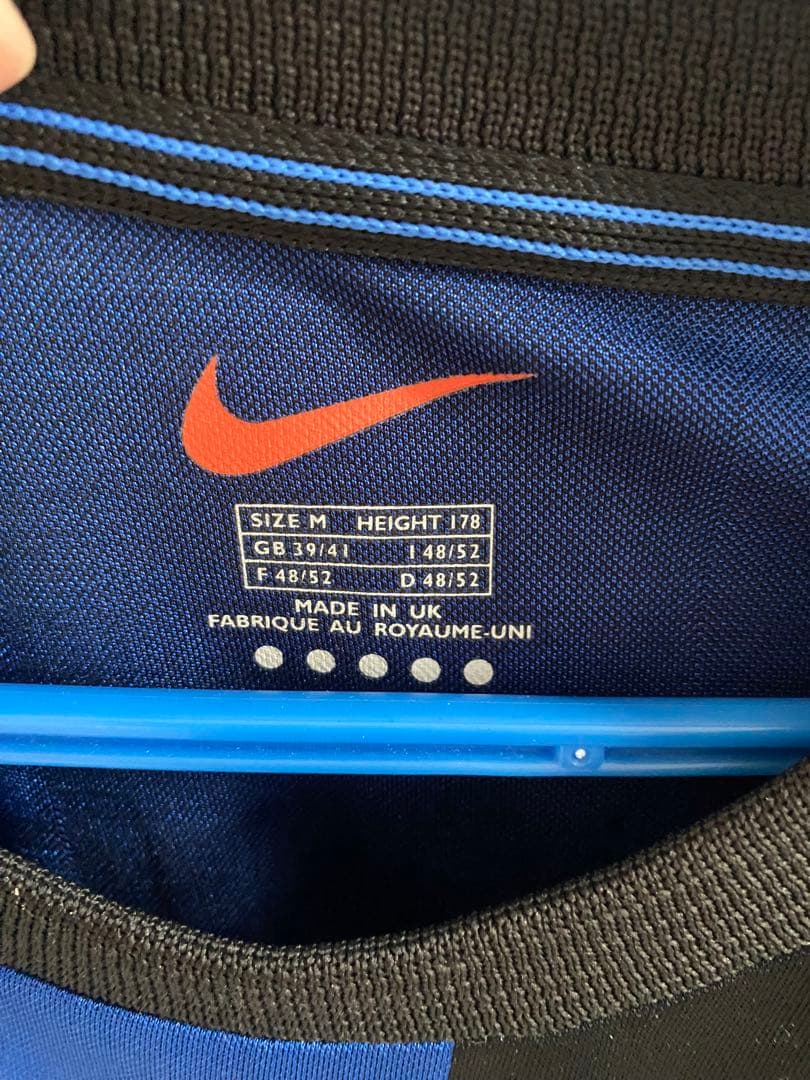 SIZE M HEIGHT 178
GB 39/41 I 48/52
F 48/52 D 48/52
MADE IN UK
FABRIQUE AU ROYAUME-UNI